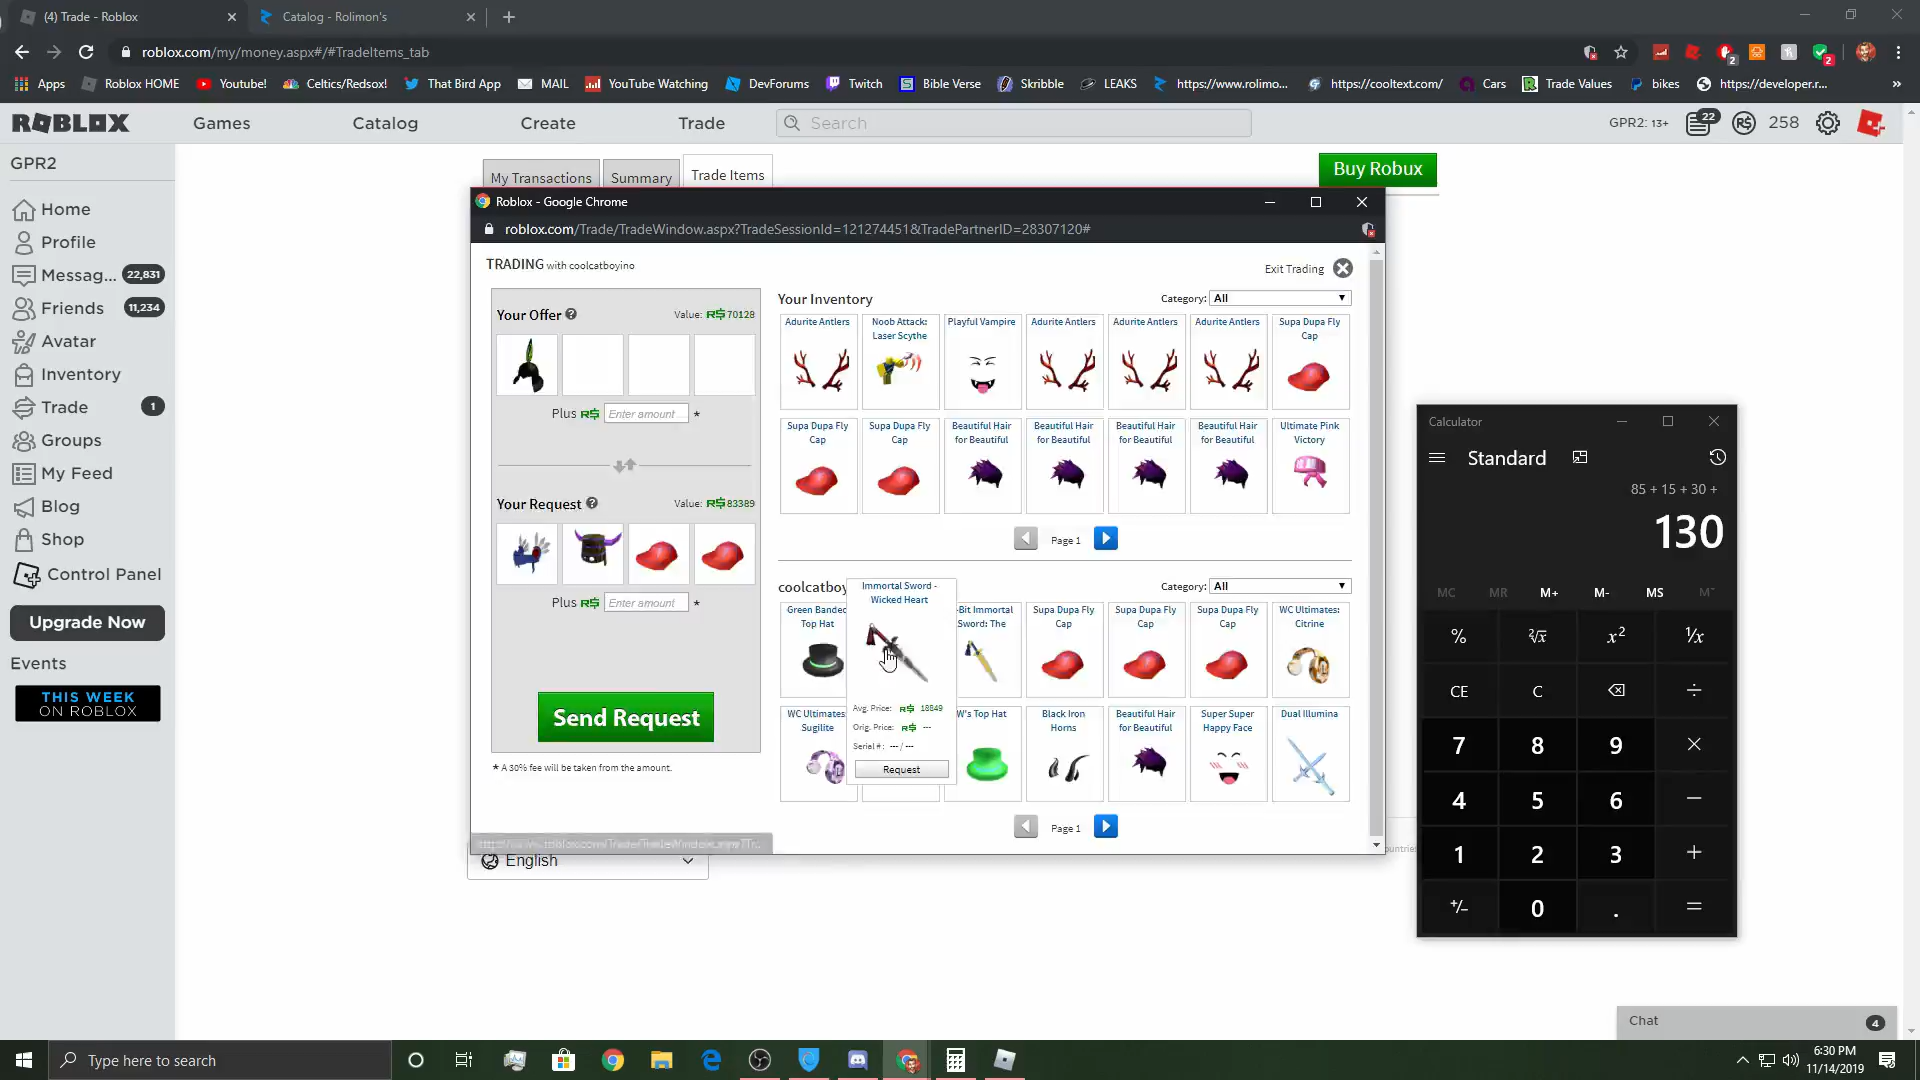 (4) Trade - Roblox
Catalog - Rolimon's
roblox.com/my/money.aspx#/#TradeItems_tab
Apps
Roblox HOME
Youtube!
Celtics/Redsox!
That Bird App
MAIL
YouTube Watching
DevForums
Twitch
Bible Verse
Skribble
LEAKS
https://www.rolimo...
https://cooltext.com/
Cars
Trade Values
bikes
https://developer.r...
2
2
ROBLOX
Games
Catalog
Create
Trade
Search
GPR2: 13+
22
258
GPR2
Home
Profile
Messag... 22,831
Friends 11,234
Avatar
Inventory
Trade 1
Groups
My Feed
Blog
Shop
Control Panel
Upgrade Now
Events
THIS WEEK
ON ROBLOX
My Transactions
Summary
Trade Items
Buy Robux
Roblox - Google Chrome
roblox.com/Trade/TradeWindow.aspx?TradeSessionId=121274451&TradePartnerID=28307120#
TRADING with coolcatboyino
Exit Trading
Your Offer
Value: R$70128
Plus R$ Enter amount *
Your Request
Value: R$83389
Plus R$ Enter amount *
Send Request
* A 30% fee will be taken from the amount.
Your Inventory
Category: All
Adurite Antlers
Noob Attack: Laser Scythe
Playful Vampire
Adurite Antlers
Adurite Antlers
Adurite Antlers
Supa Dupa Fly Cap
Supa Dupa Fly Cap
Supa Dupa Fly Cap
Beautiful Hair for Beautiful
Beautiful Hair for Beautiful
Beautiful Hair for Beautiful
Beautiful Hair for Beautiful
Ultimate Pink Victory
Page 1
coolcatboy
Category: All
Green Banded Top Hat
Immortal Sword - Wicked Heart
Avg. Price: R$ 18849
Orig. Price: R$ ---
Serial #: --- / ---
Request
-Bit Immortal Sword: The
Supa Dupa Fly Cap
Supa Dupa Fly Cap
Supa Dupa Fly Cap
WC Ultimates: Citrine
WC Ultimates: Sugilite
W's Top Hat
Black Iron Horns
Beautiful Hair for Beautiful
Super Super Happy Face
Dual Illumina
Page 1
English
Calculator
Standard
85 + 15 + 30 +
130
MC MR M+ M- MS M˅
% ²√x x² ¹/x
CE C ÷
7 8 9 ×
4 5 6 −
1 2 3 +
+/− 0 . =
Chat 4
Type here to search
6:30 PM
11/14/2019